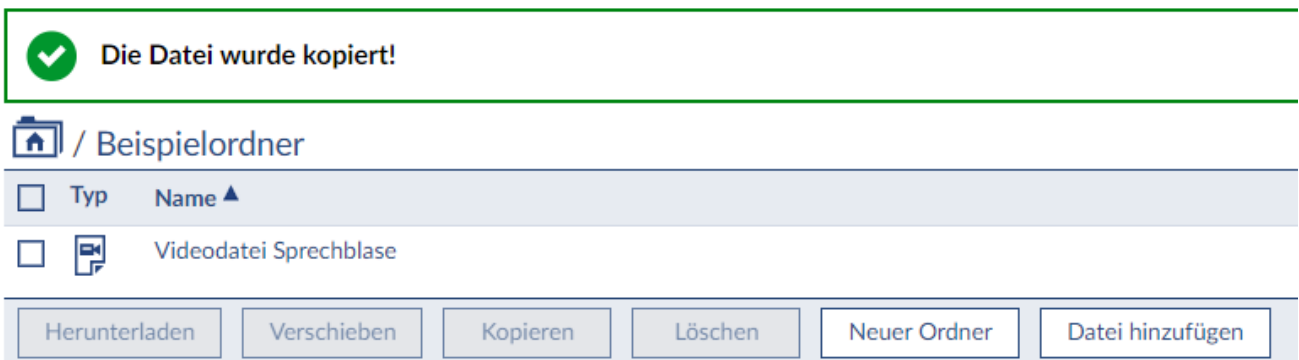 Die Datei wurde kopiert!
/ Beispielordner
Typ Name ▲
Videodatei Sprechblase
Herunterladen Verschieben Kopieren Löschen Neuer Ordner Datei hinzufügen